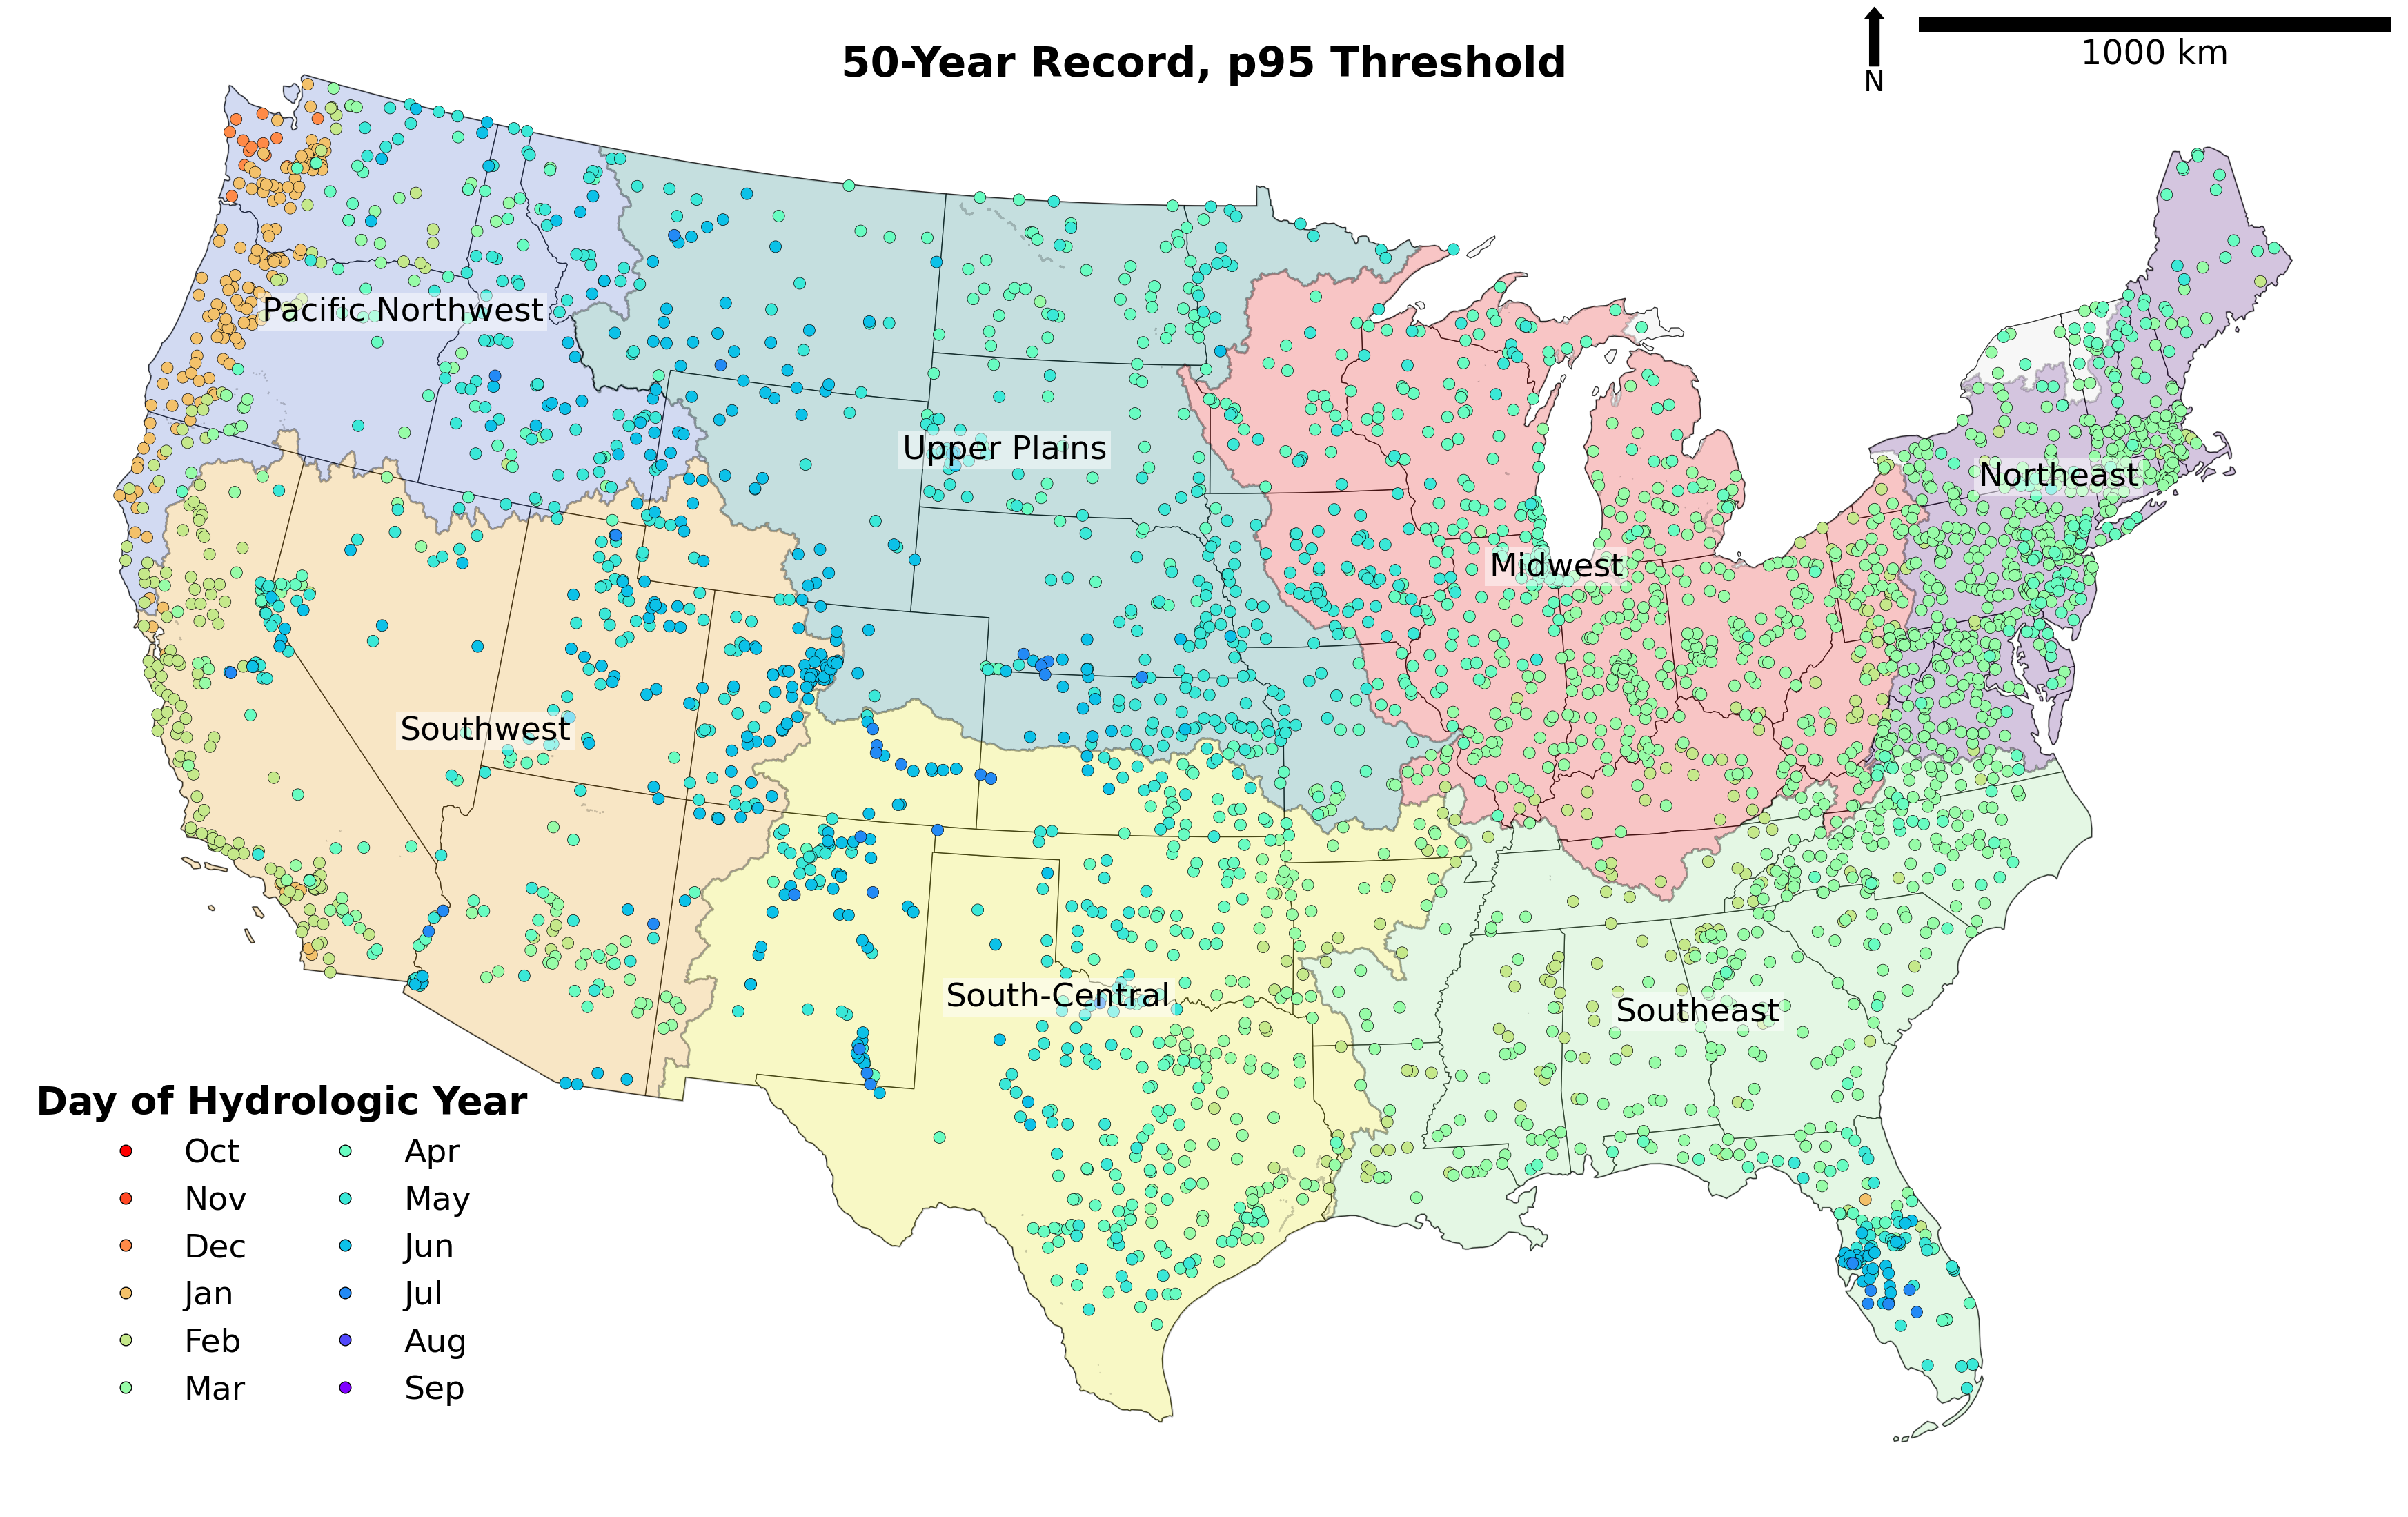 50-Year Record, p95 Threshold
N
1000 km
Pacific Northwest
Upper Plains
Northeast
Midwest
Southwest
South-Central
Southeast
Day of Hydrologic Year
Oct
Nov
Dec
Jan
Feb
Mar
Apr
May
Jun
Jul
Aug
Sep